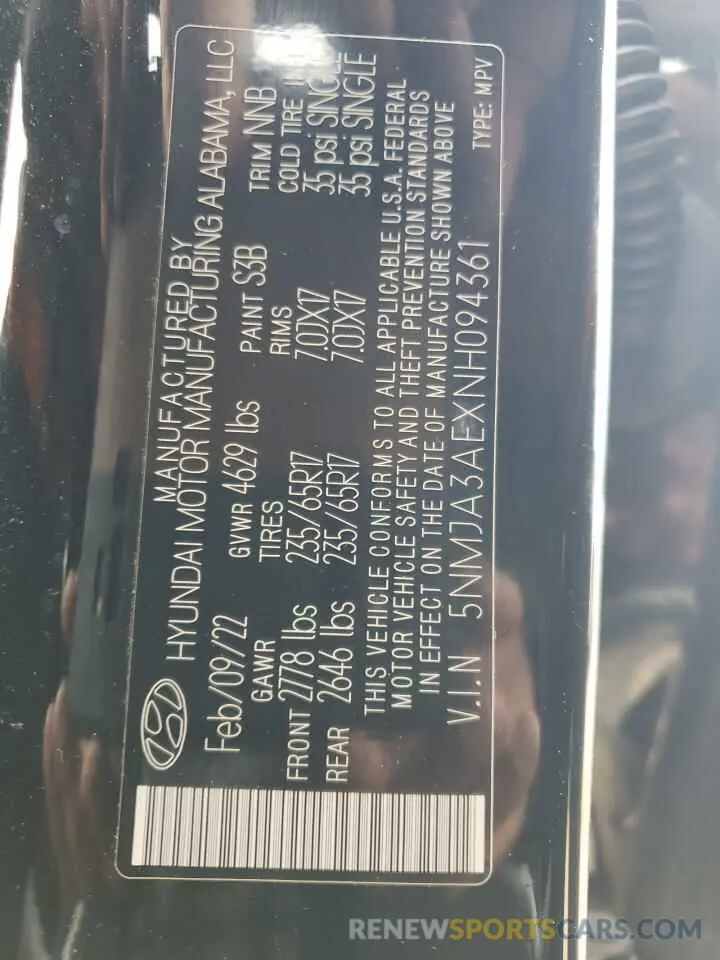 MANUFACTURED BY
HYUNDAI MOTOR MANUFACTURING ALABAMA, LLC
Feb/09/22 GVWR 4629 lbs PAINT S3B TRIM NNB
GAWR TIRES RIMS COLD TIRE
FRONT 2778 lbs 235/65R17 7.0JX17 35 psi SINGLE
REAR 2646 lbs 235/65R17 7.0JX17 35 psi SINGLE
THIS VEHICLE CONFORMS TO ALL APPLICABLE U.S.A. FEDERAL
MOTOR VEHICLE SAFETY AND THEFT PREVENTION STANDARDS
IN EFFECT ON THE DATE OF MANUFACTURE SHOWN ABOVE
V.I.N 5NMJA3AEXNH094361 TYPE: MPV
RENEWSPORTSCARS.COM